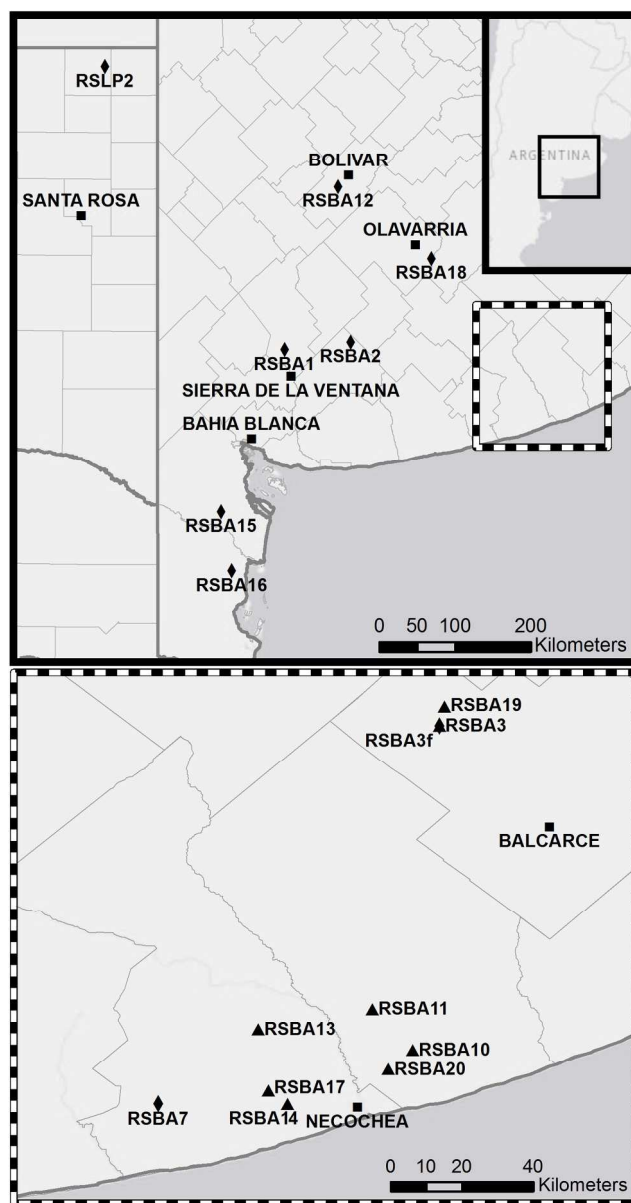 RSLP2
ARGENTINA
BOLIVAR
RSBA12
SANTA ROSA
OLAVARRIA
RSBA18
RSBA1
RSBA2
SIERRA DE LA VENTANA
BAHIA BLANCA
RSBA15
RSBA16
0 50 100 200
Kilometers
RSBA19
RSBA3
RSBA3f
BALCARCE
RSBA11
RSBA13
RSBA10
RSBA20
RSBA17
RSBA7
RSBA14
NECOCHEA
0 10 20 40
Kilometers